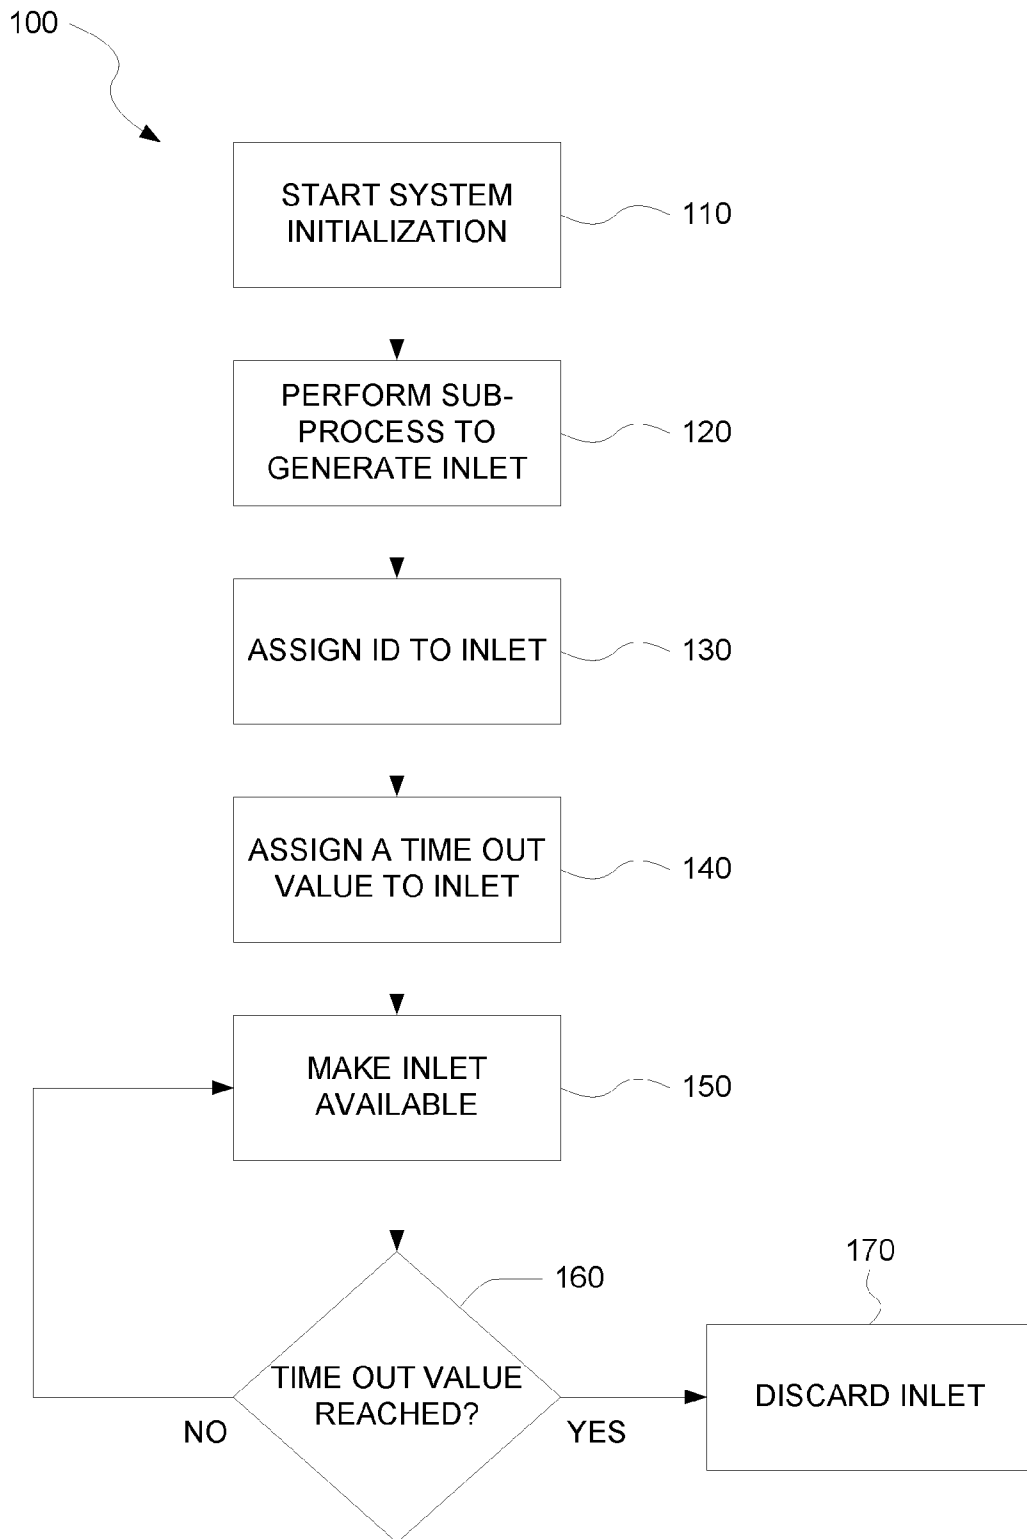 100
START SYSTEM
INITIALIZATION
110
PERFORM SUB-
PROCESS TO
GENERATE INLET
120
ASSIGN ID TO INLET
130
ASSIGN A TIME OUT
VALUE TO INLET
140
MAKE INLET
AVAILABLE
150
160
170
TIME OUT VALUE
REACHED?
NO
YES
DISCARD INLET